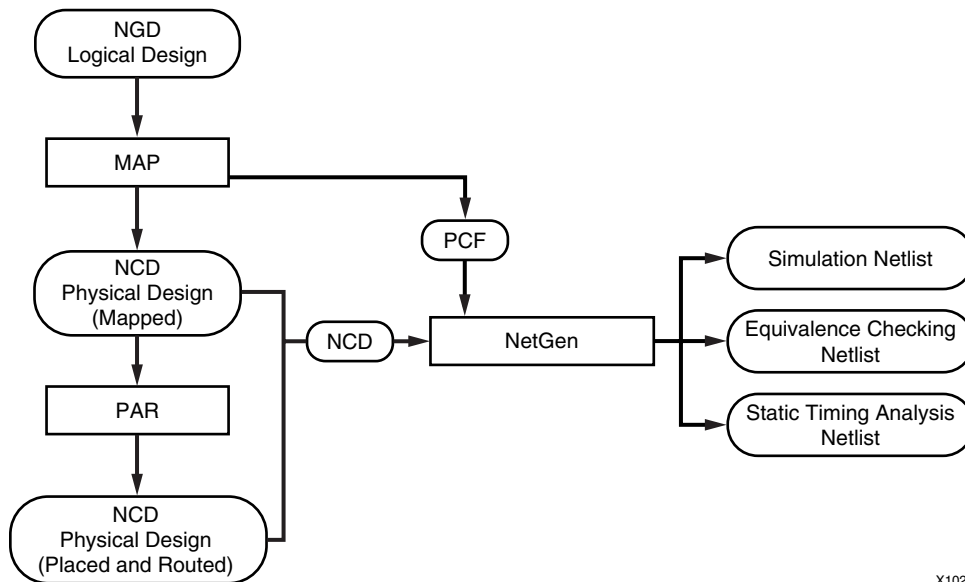 NGD
Logical Design
MAP
PCF
NCD
Physical Design
(Mapped)
NCD
NetGen
Simulation Netlist
Equivalence Checking
Netlist
Static Timing Analysis
Netlist
PAR
NCD
Physical Design
(Placed and Routed)
X102